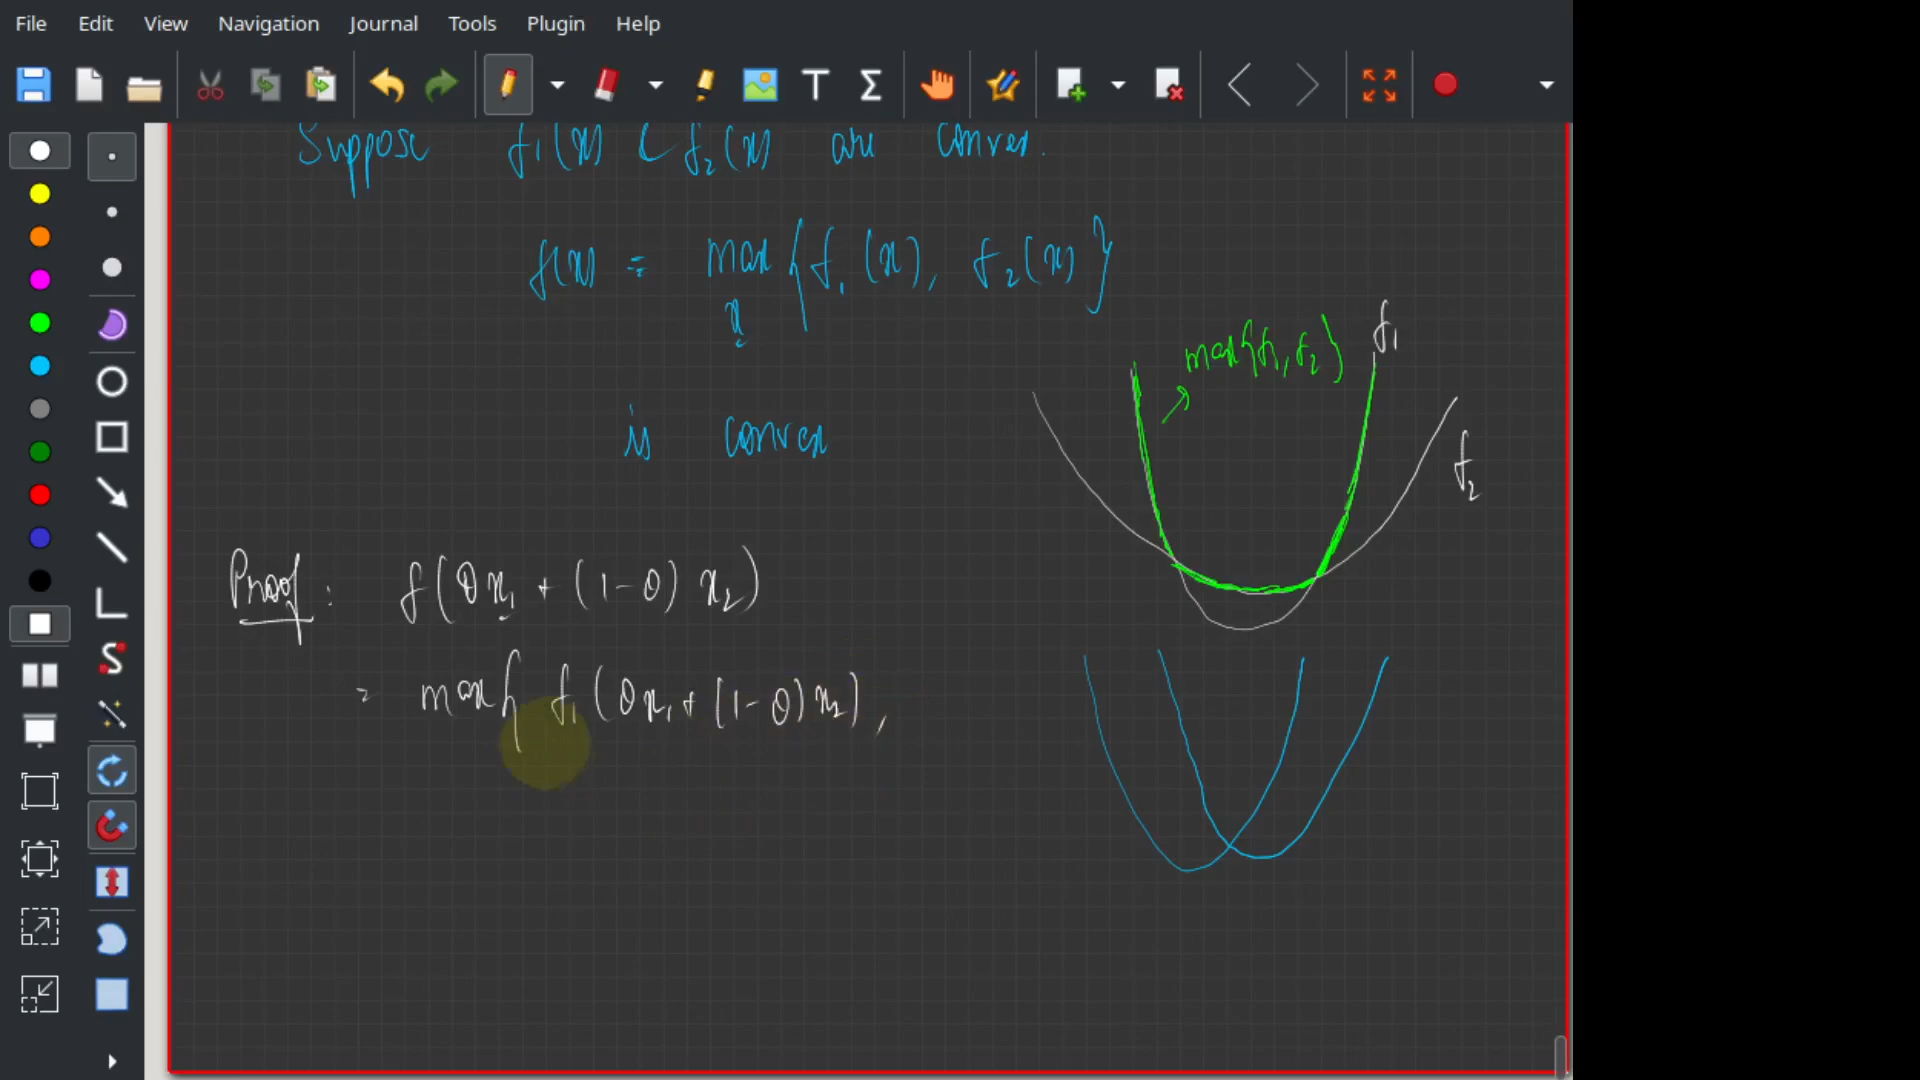 File Edit View Navigation Journal Tools Plugin Help
Suppose f1(x) & f2(x) are convex.
f(x) = max { f1(x), f2(x) }
x
is convex
max{f1, f2}
f1
f2
Proof : f(θx1 + (1-θ) x2)
= max{ f1(θx1 + (1-θ)x2),